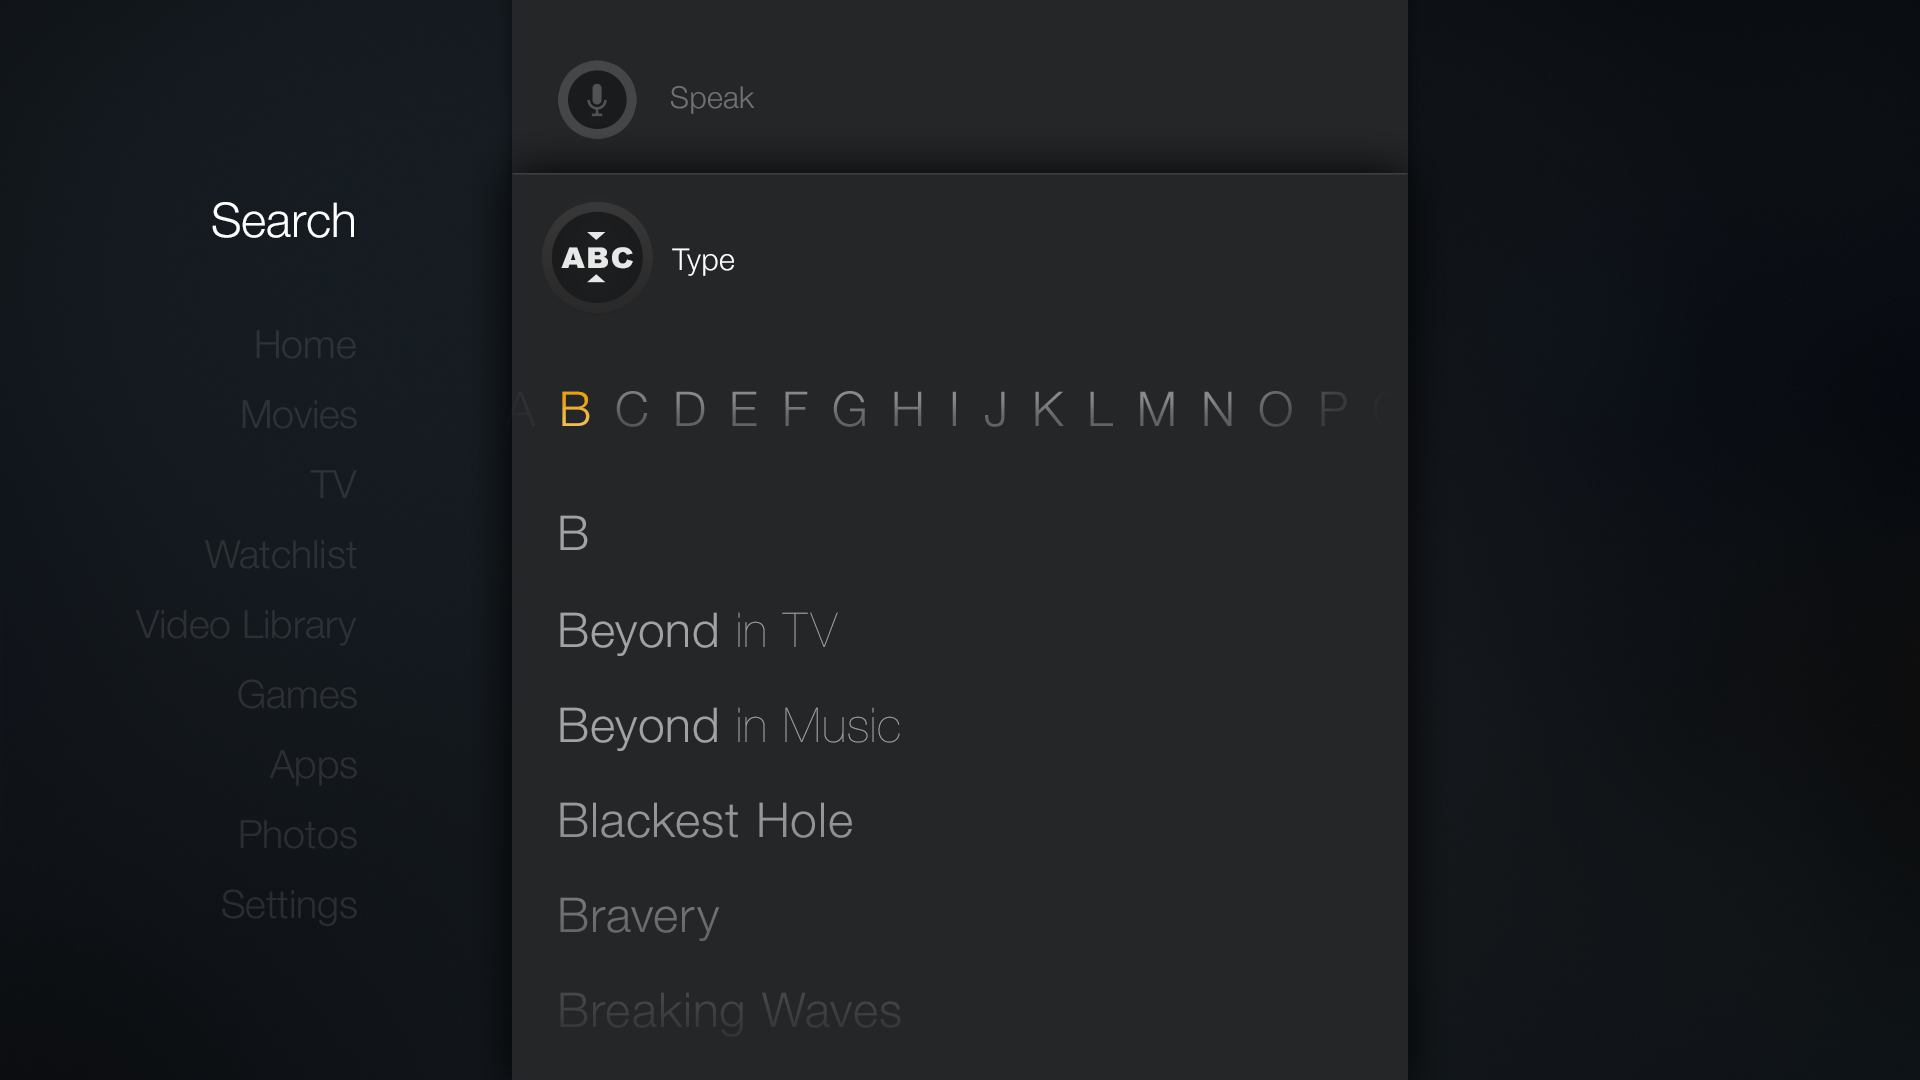 Search
Home
Movies
TV
Watchlist
Video Library
Games
Apps
Photos
Settings
Speak
ABC
Type
A B C D E F G H I J K L M N O P
B
Beyond in TV
Beyond in Music
Blackest Hole
Bravery
Breaking Waves